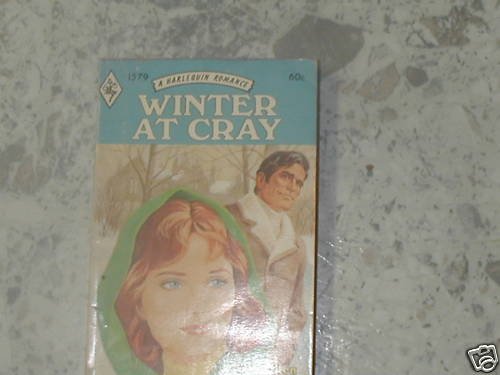 1579
A HARLEQUIN ROMANCE
60c
WINTER
AT CRAY